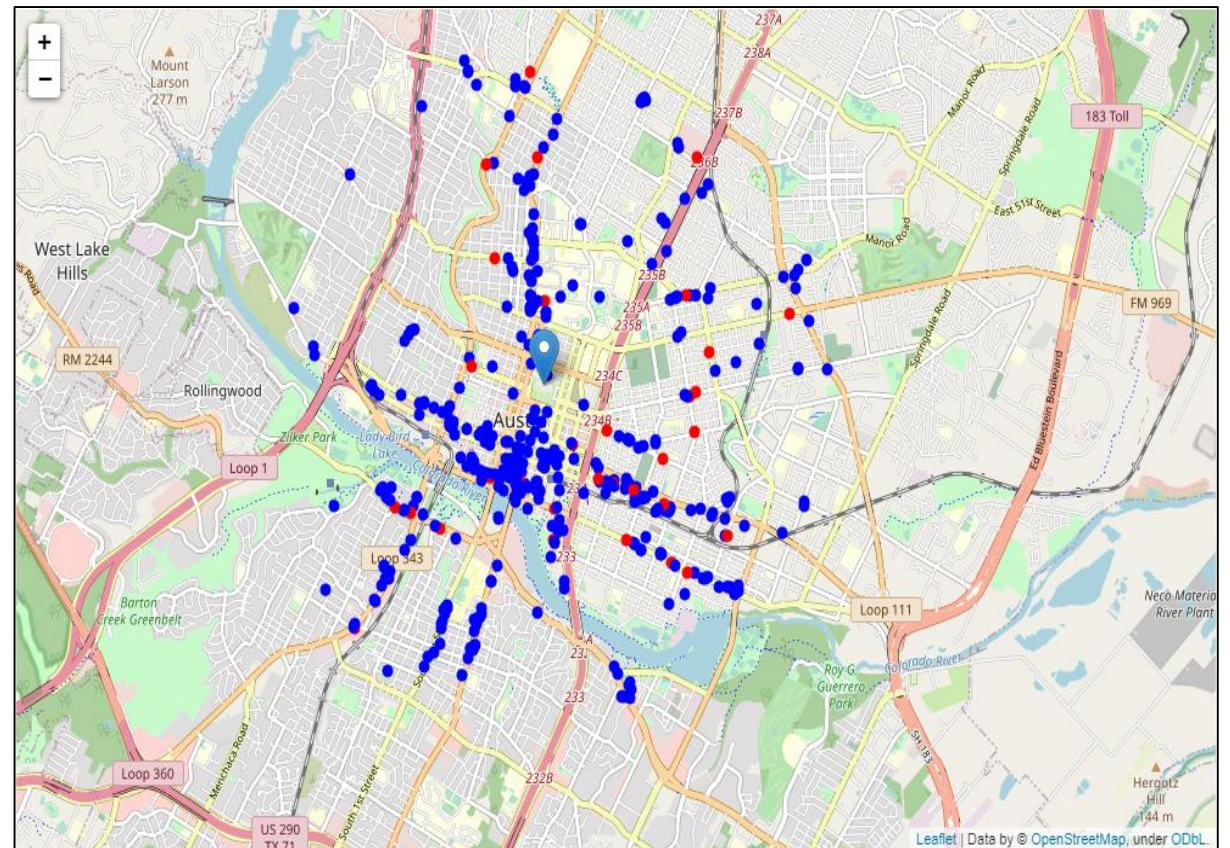 +
−
Mount
Larson
277 m
237A
238A
237B
236B
Manor Road
Springdale Road
183 Toll
East 51st Street
Manor Road
West Lake
Hills
235B
235A
235B
FM 969
RM 2244
Springdale Road
Rollingwood
234C
Ed Bluestein Boulevard
Aust
234B
Zilker Park
Lady Bird
Lake
Colorado River
Loop 1
Loop 343
233
Barton
Creek Greenbelt
Loop 111
Neco Materia
River Plant
Colorado River
Roy G.
Guerrero
Park
233
SH 183
Menchaca Road
South 1st Street
Loop 360
232B
Hergotz
Hill
144 m
US 290
TX 71
Leaflet | Data by © OpenStreetMap, under ODbL.